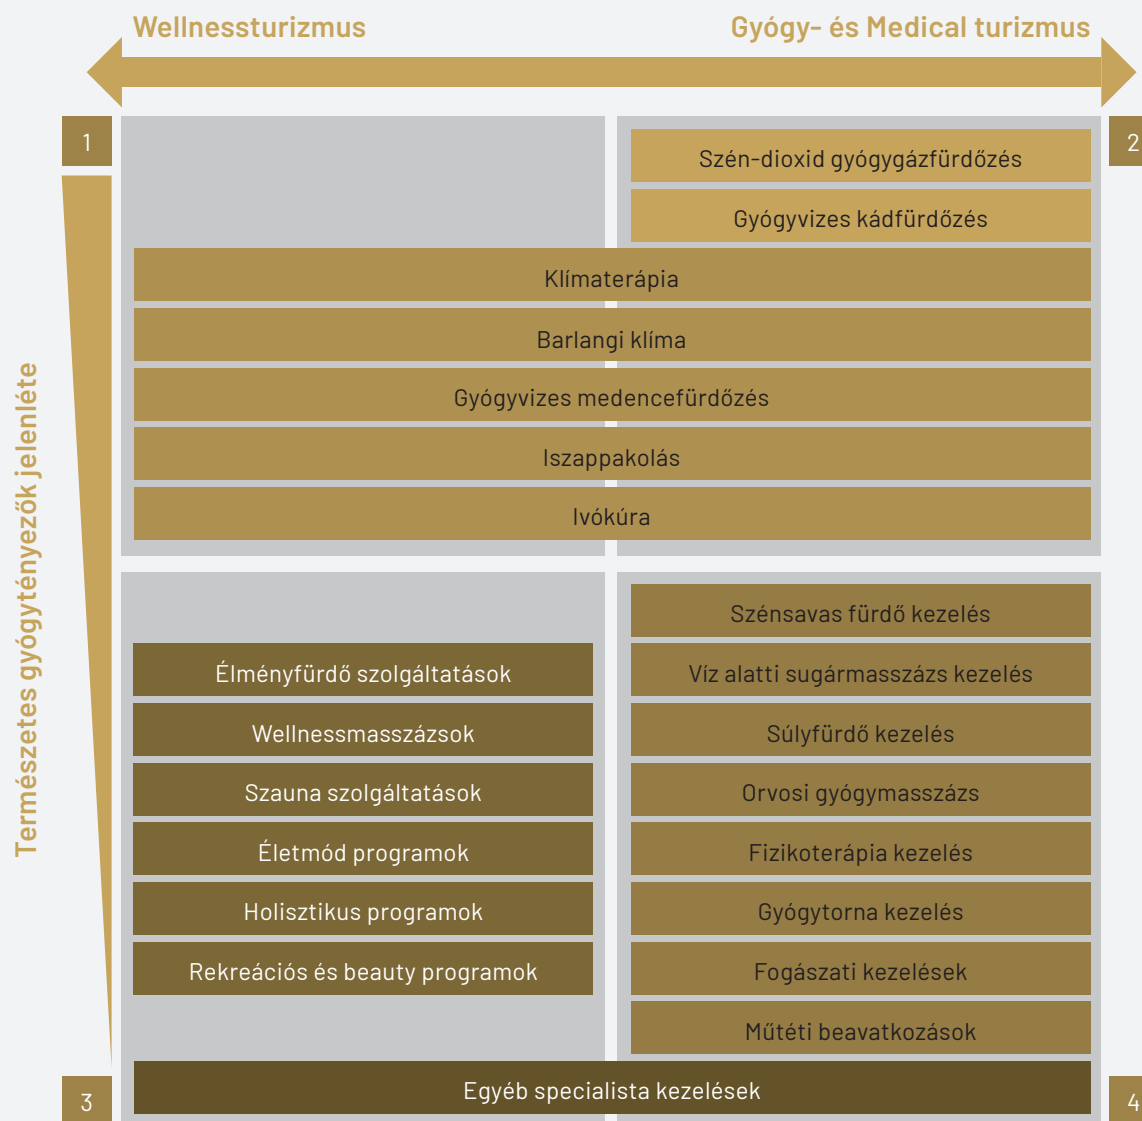 Wellnessturizmus
Gyógy- és Medical turizmus
1
2
Szén-dioxid gyógygázfürdőzés
Gyógyvizes kádfürdőzés
Klímaterápia
Barlangi klíma
Gyógyvizes medencefürdőzés
Iszappakolás
Ivókúra
Természetes gyógytényezők jelenléte
Élményfürdő szolgáltatások
Wellnessmasszázsok
Szauna szolgáltatások
Életmód programok
Holisztikus programok
Rekreációs és beauty programok
Szénsavas fürdő kezelés
Víz alatti sugármasszázs kezelés
Súlyfürdő kezelés
Orvosi gyógymasszázs
Fizikoterápia kezelés
Gyógytorna kezelés
Fogászati kezelések
Műtéti beavatkozások
Egyéb specialista kezelések
3
4